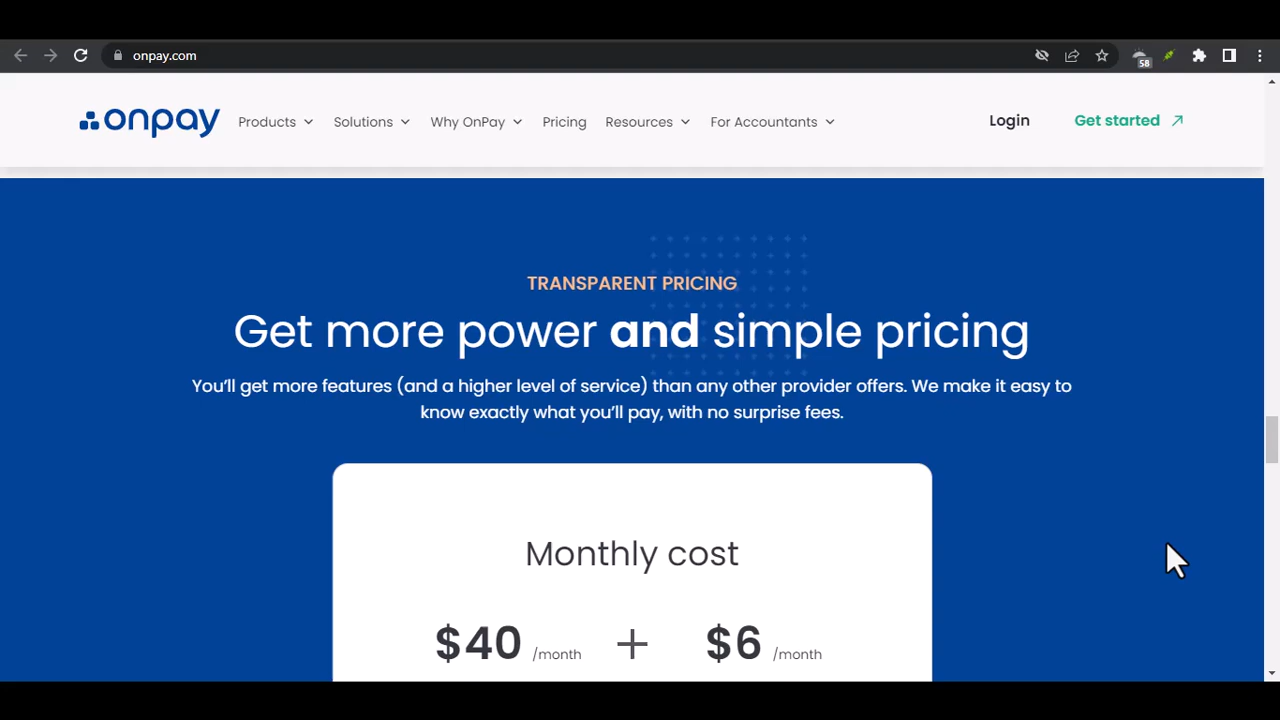 onpay.com
58
onpay Products Solutions Why OnPay Pricing Resources For Accountants Login Get started
TRANSPARENT PRICING
Get more power and simple pricing
You’ll get more features (and a higher level of service) than any other provider offers. We make it easy to
know exactly what you’ll pay, with no surprise fees.
Monthly cost
$40 /month + $6 /month